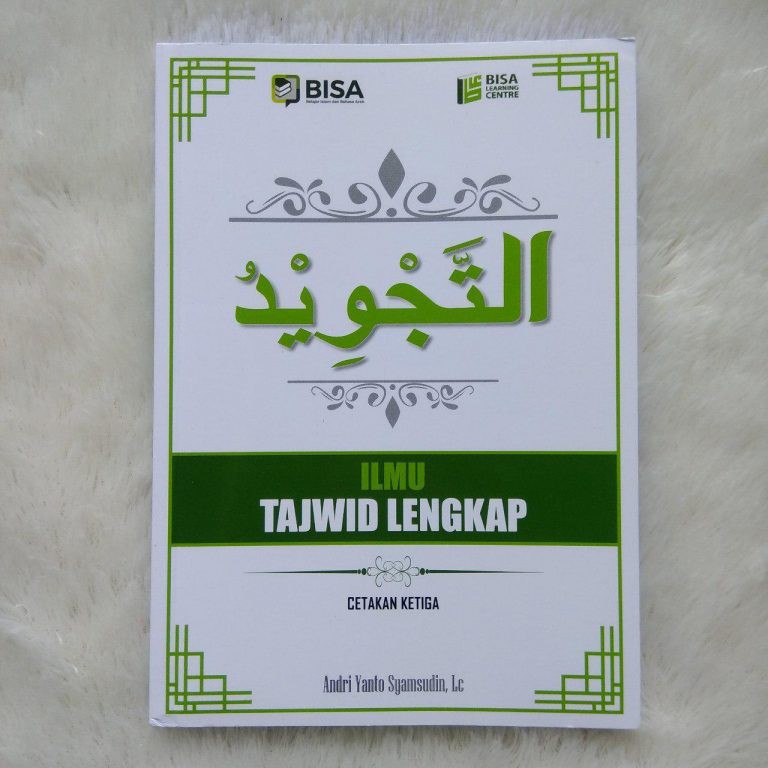 BISA
Belajar Islam dan Bahasa Arab
BISA
LEARNING
CENTRE
التَّجْوِيْدُ
ILMU
TAJWID LENGKAP
CETAKAN KETIGA
Andri Yanto Syamsudin, Lc